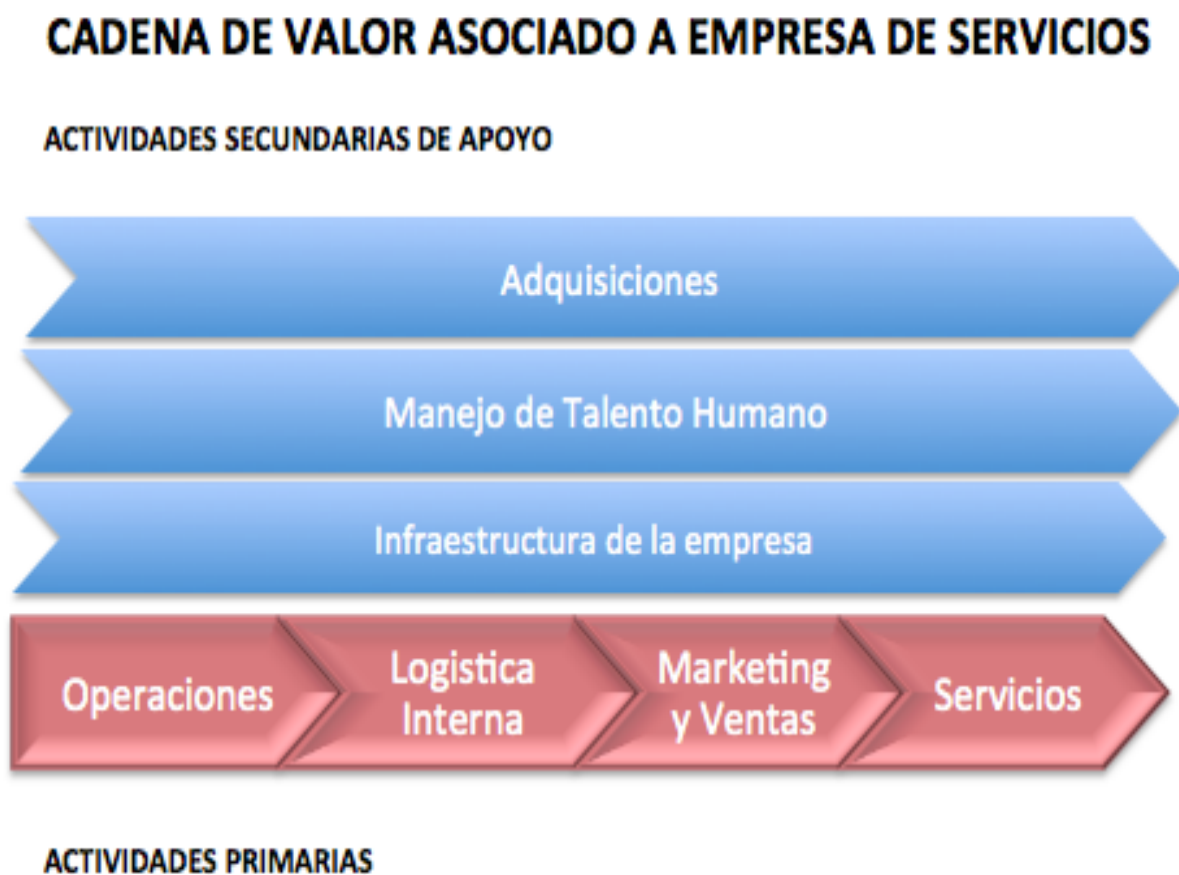 CADENA DE VALOR ASOCIADO A EMPRESA DE SERVICIOS
ACTIVIDADES SECUNDARIAS DE APOYO
Adquisiciones
Manejo de Talento Humano
Infraestructura de la empresa
Operaciones
Logistica
Interna
Marketing
y Ventas
Servicios
ACTIVIDADES PRIMARIAS